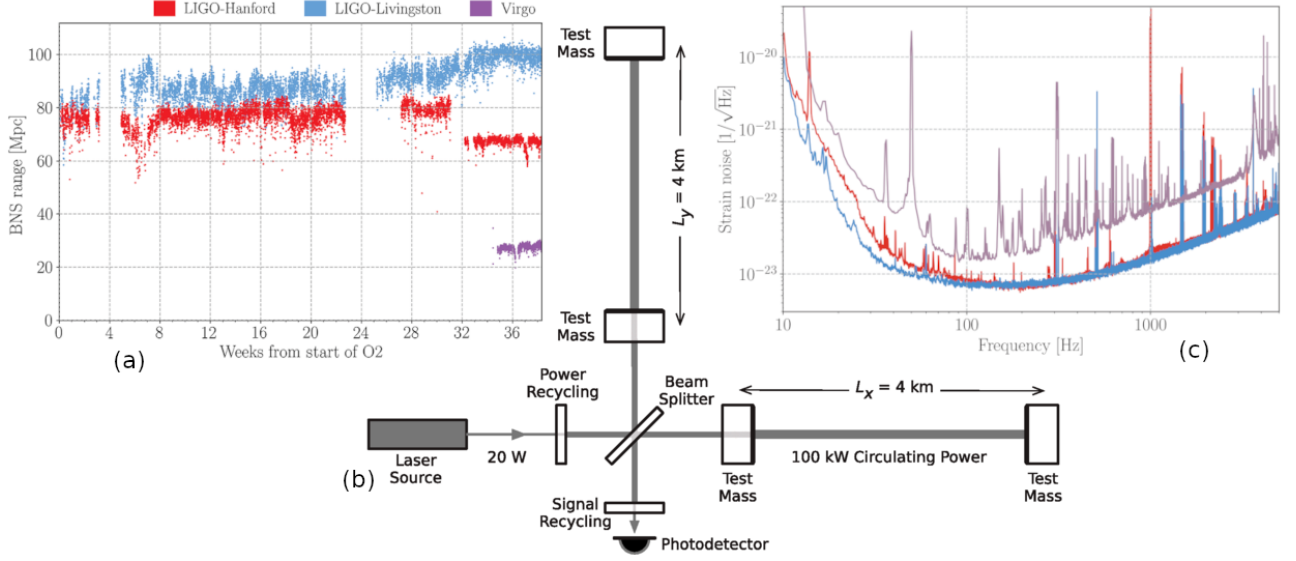 LIGO-Hanford LIGO-Livingston Virgo
BNS range [Mpc]
100
80
60
40
20
0
0 4 8 12 16 20 24 28 32 36
Weeks from start of O2
(a)
Test
Mass
L_y = 4 km
Test
Mass
Strain noise [1/√Hz]
10⁻²⁰
10⁻²¹
10⁻²²
10⁻²³
10 100 1000
Frequency [Hz]
(c)
Power
Recycling
Beam
Splitter
L_x = 4 km
Laser
Source
20 W
(b)
100 kW Circulating Power
Test
Mass
Test
Mass
Signal
Recycling
Photodetector